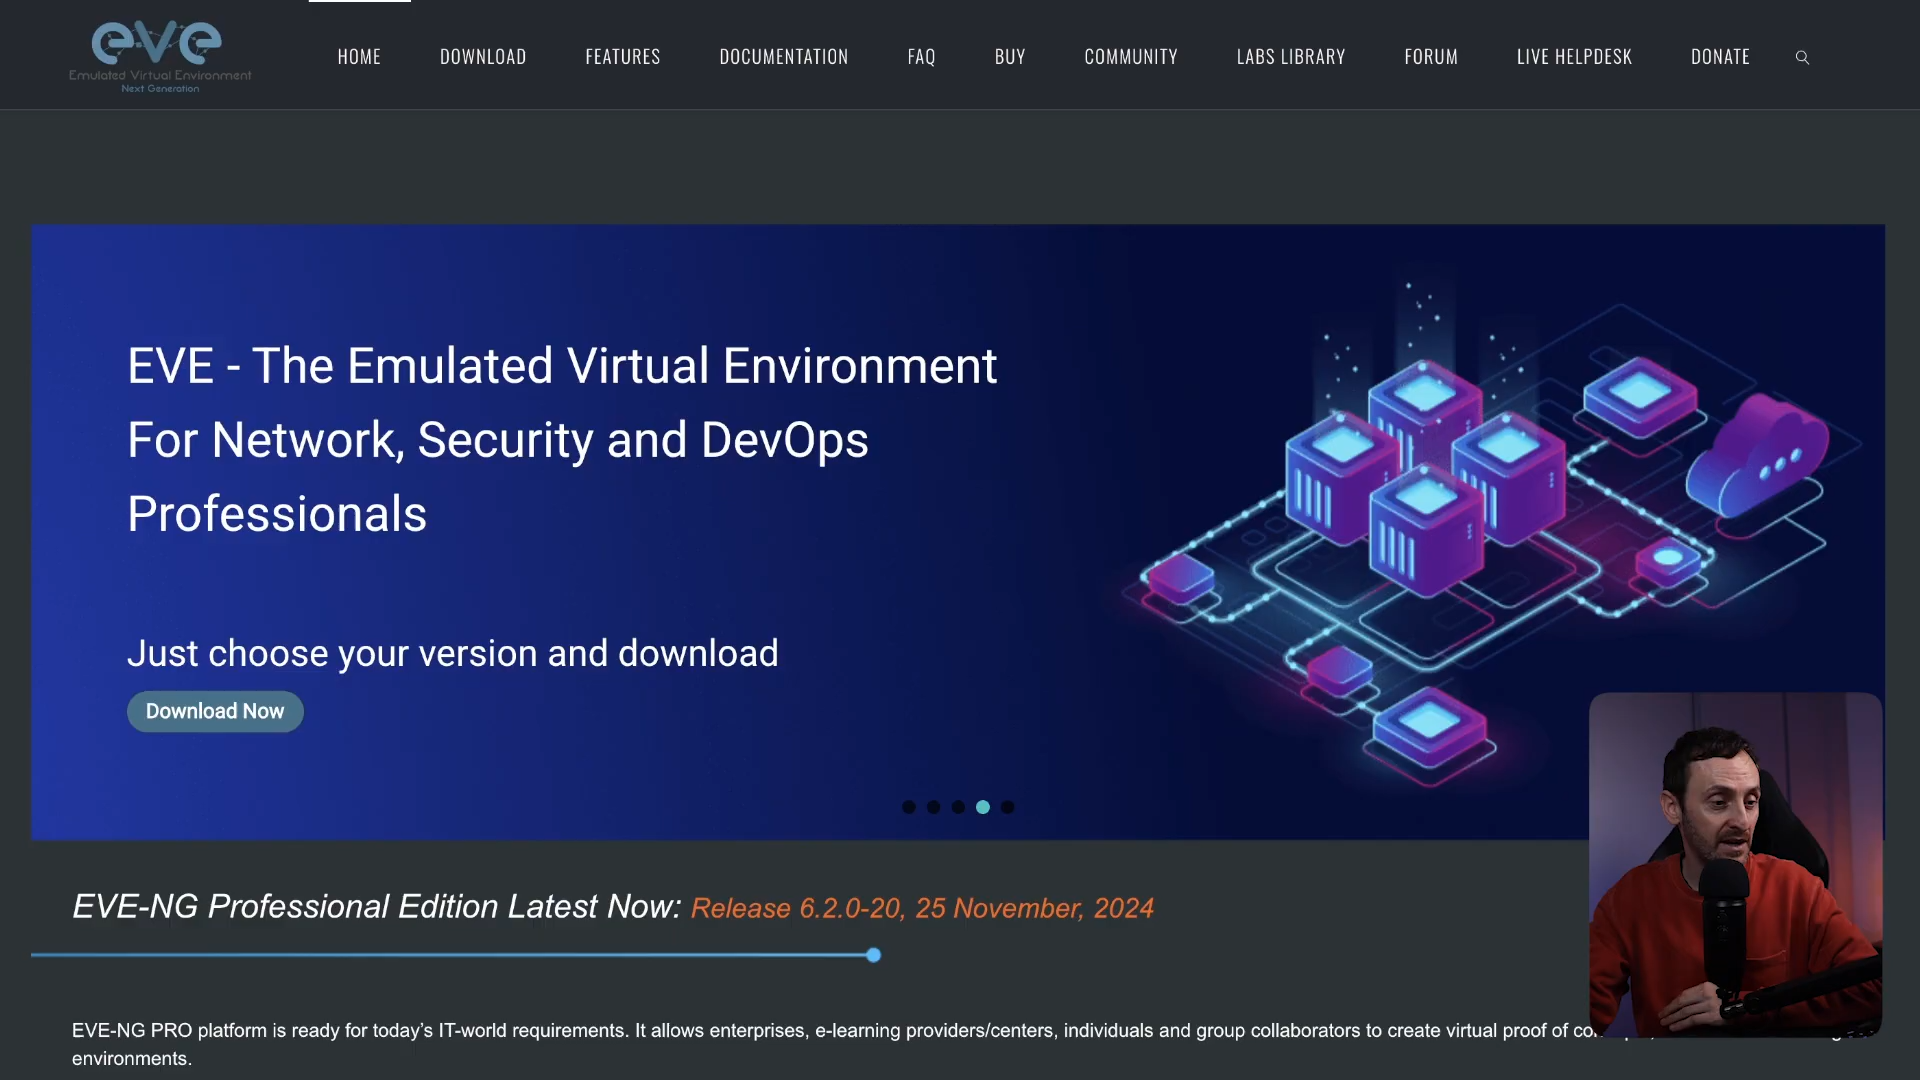 eve
Emulated Virtual Environment
Next Generation
HOME DOWNLOAD FEATURES DOCUMENTATION FAQ BUY COMMUNITY LABS LIBRARY FORUM LIVE HELPDESK DONATE
EVE - The Emulated Virtual Environment
For Network, Security and DevOps
Professionals
Just choose your version and download
Download Now
EVE-NG Professional Edition Latest Now: Release 6.2.0-20, 25 November, 2024
EVE-NG PRO platform is ready for today’s IT-world requirements. It allows enterprises, e-learning providers/centers, individuals and group collaborators to create virtual proof of
environments.